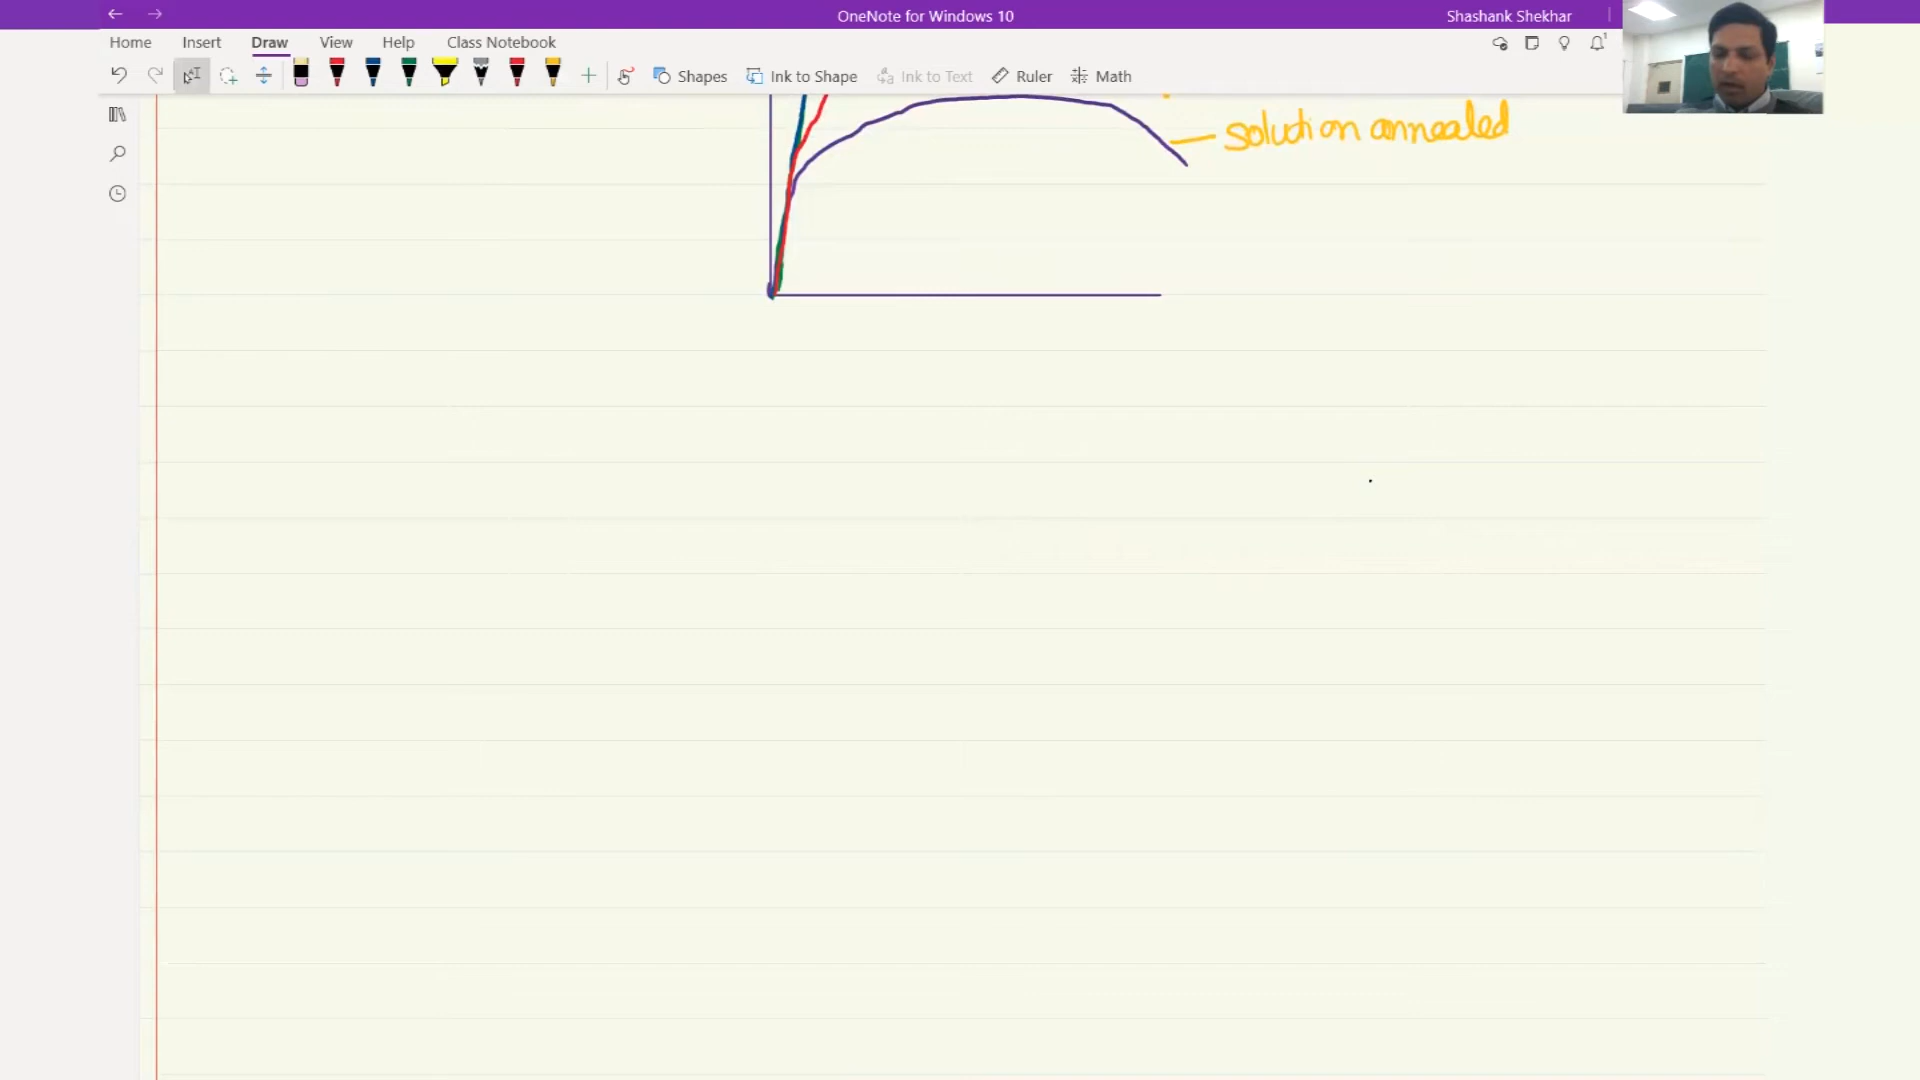 OneNote for Windows 10
Shashank Shekhar
Home Insert Draw View Help Class Notebook
Shapes Ink to Shape Ink to Text Ruler Math
solution annealed